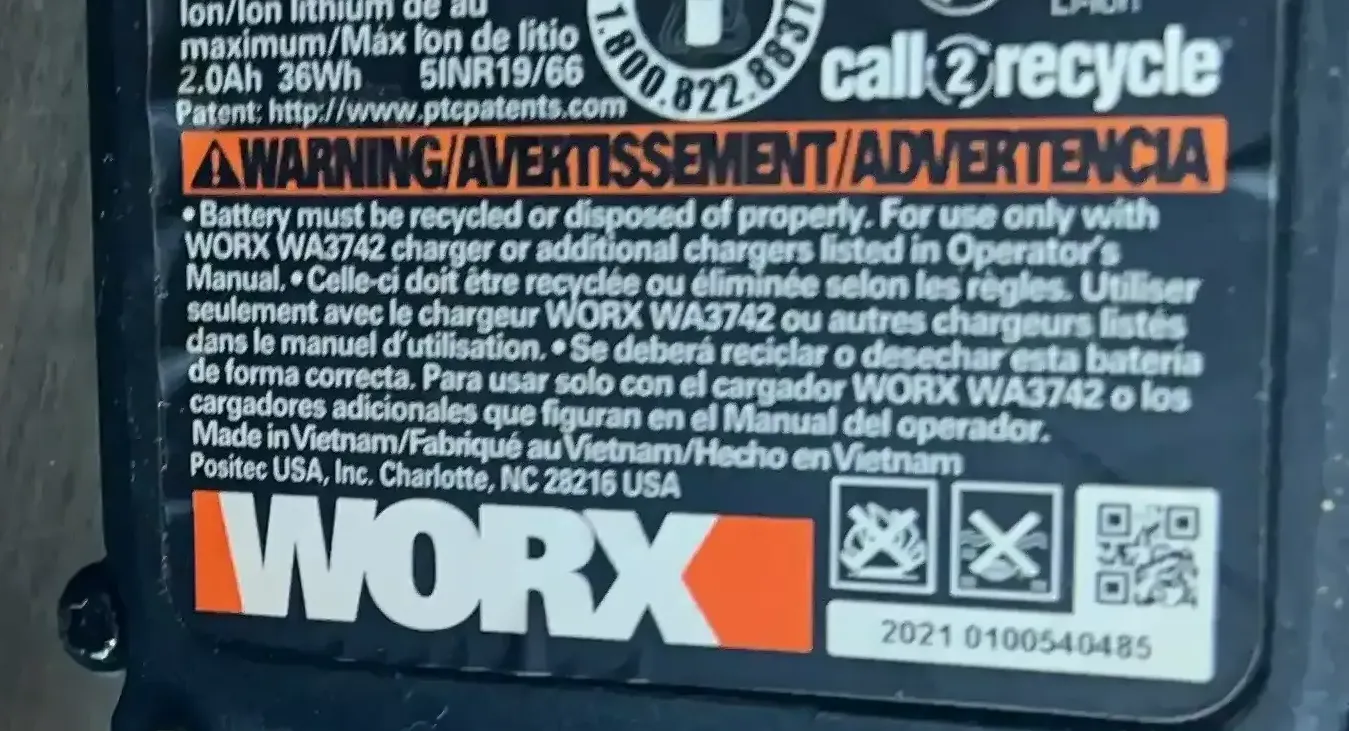 Ion/Ion lithium de au
maximum/Máx Ion de litio
2.0Ah 36Wh 5INR19/66
Patent: http://www.ptcpatents.com
1.800.822.8837
call2recycle
WARNING/AVERTISSEMENT/ADVERTENCIA
•Battery must be recycled or disposed of properly. For use only with
WORX WA3742 charger or additional chargers listed in Operator's
Manual. • Celle-ci doit être recyclée ou éliminée selon les règles. Utiliser
seulement avec le chargeur WORX WA3742 ou autres chargeurs listés
dans le manuel d'utilisation. • Se deberá reciclar o desechar esta batería
de forma correcta. Para usar solo con el cargador WORX WA3742 o los
cargadores adicionales que figuran en el Manual del operador.
Made in Vietnam/Fabriqué au Vietnam/Hecho en Vietnam
Positec USA, Inc. Charlotte, NC 28216 USA
WORX
2021 0100540485